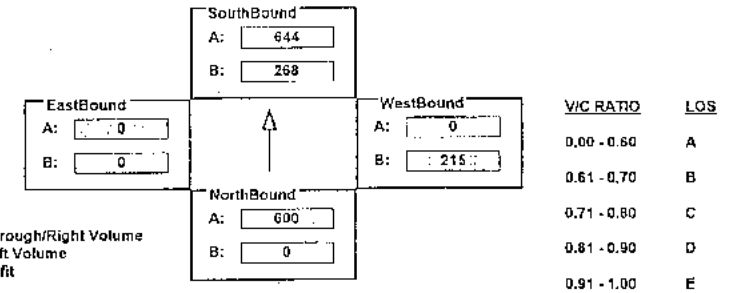 SouthBound
A: 644
B: 268
EastBound
A: 0
B: 0
WestBound
A: 0
B: 215
NorthBound
A: 600
B: 0
rough/Right Volume
ft Volume
fit
V/C RATIO LOS
0.00 - 0.60 A
0.61 - 0.70 B
0.71 - 0.80 C
0.81 - 0.90 D
0.91 - 1.00 E